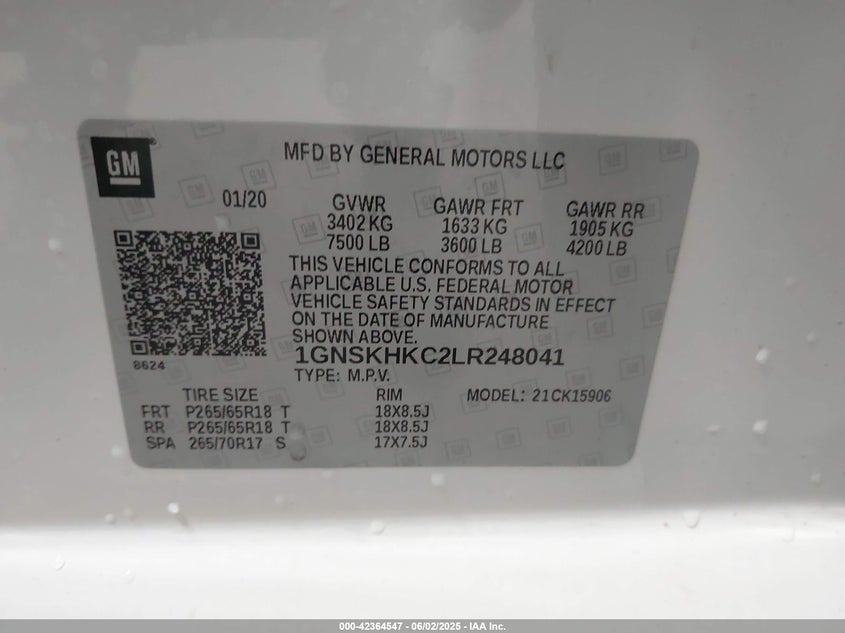 GM
MFD BY GENERAL MOTORS LLC
01/20
GVWR GAWR FRT GAWR RR
3402 KG 1633 KG 1905 KG
7500 LB 3600 LB 4200 LB
THIS VEHICLE CONFORMS TO ALL
APPLICABLE U.S. FEDERAL MOTOR
VEHICLE SAFETY STANDARDS IN EFFECT
ON THE DATE OF MANUFACTURE
SHOWN ABOVE.
8624
1GNSKHKC2LR248041
TYPE: M.P.V.
TIRE SIZE RIM MODEL: 21CK15906
FRT P265/65R18 T 18X8.5J
RR P265/65R18 T 18X8.5J
SPA 265/70R17 S 17X7.5J
000-42364547 | 06/02/2025 - IAA Inc.